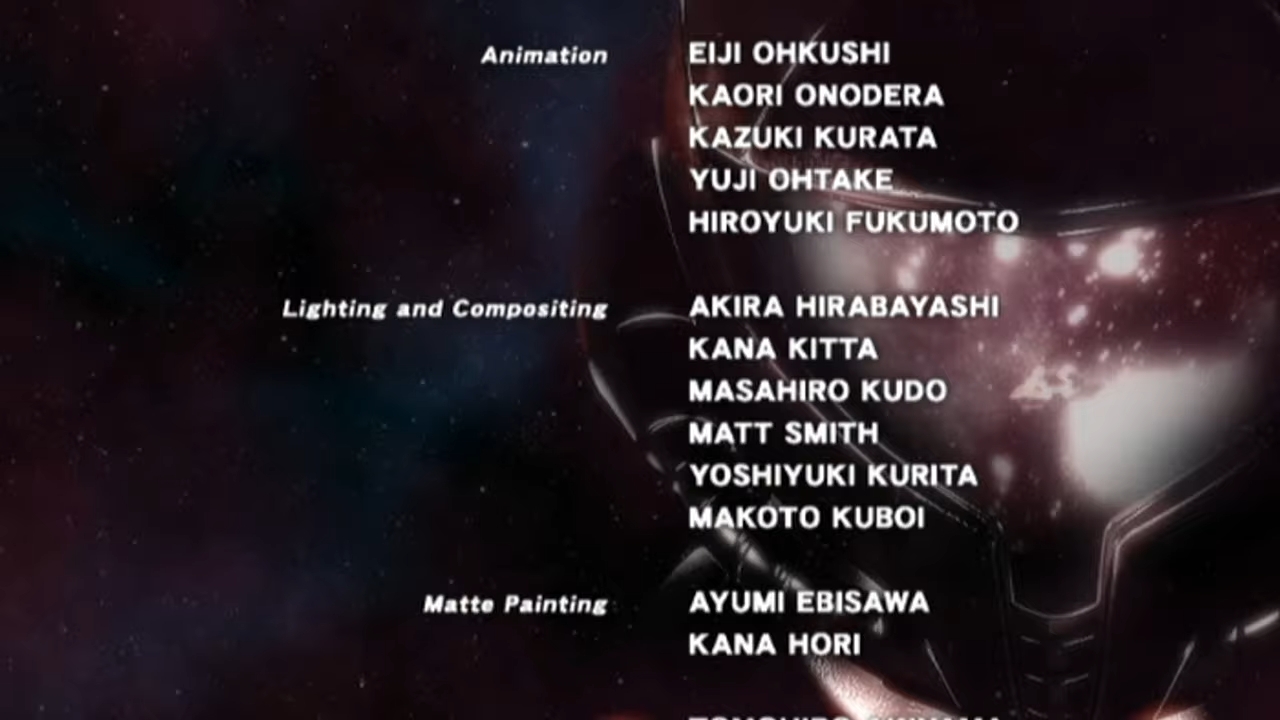 Animation EIJI OHKUSHI
KAORI ONODERA
KAZUKI KURATA
YUJI OHTAKE
HIROYUKI FUKUMOTO
Lighting and Compositing AKIRA HIRABAYASHI
KANA KITTA
MASAHIRO KUDO
MATT SMITH
YOSHIYUKI KURITA
MAKOTO KUBOI
Matte Painting AYUMI EBISAWA
KANA HORI